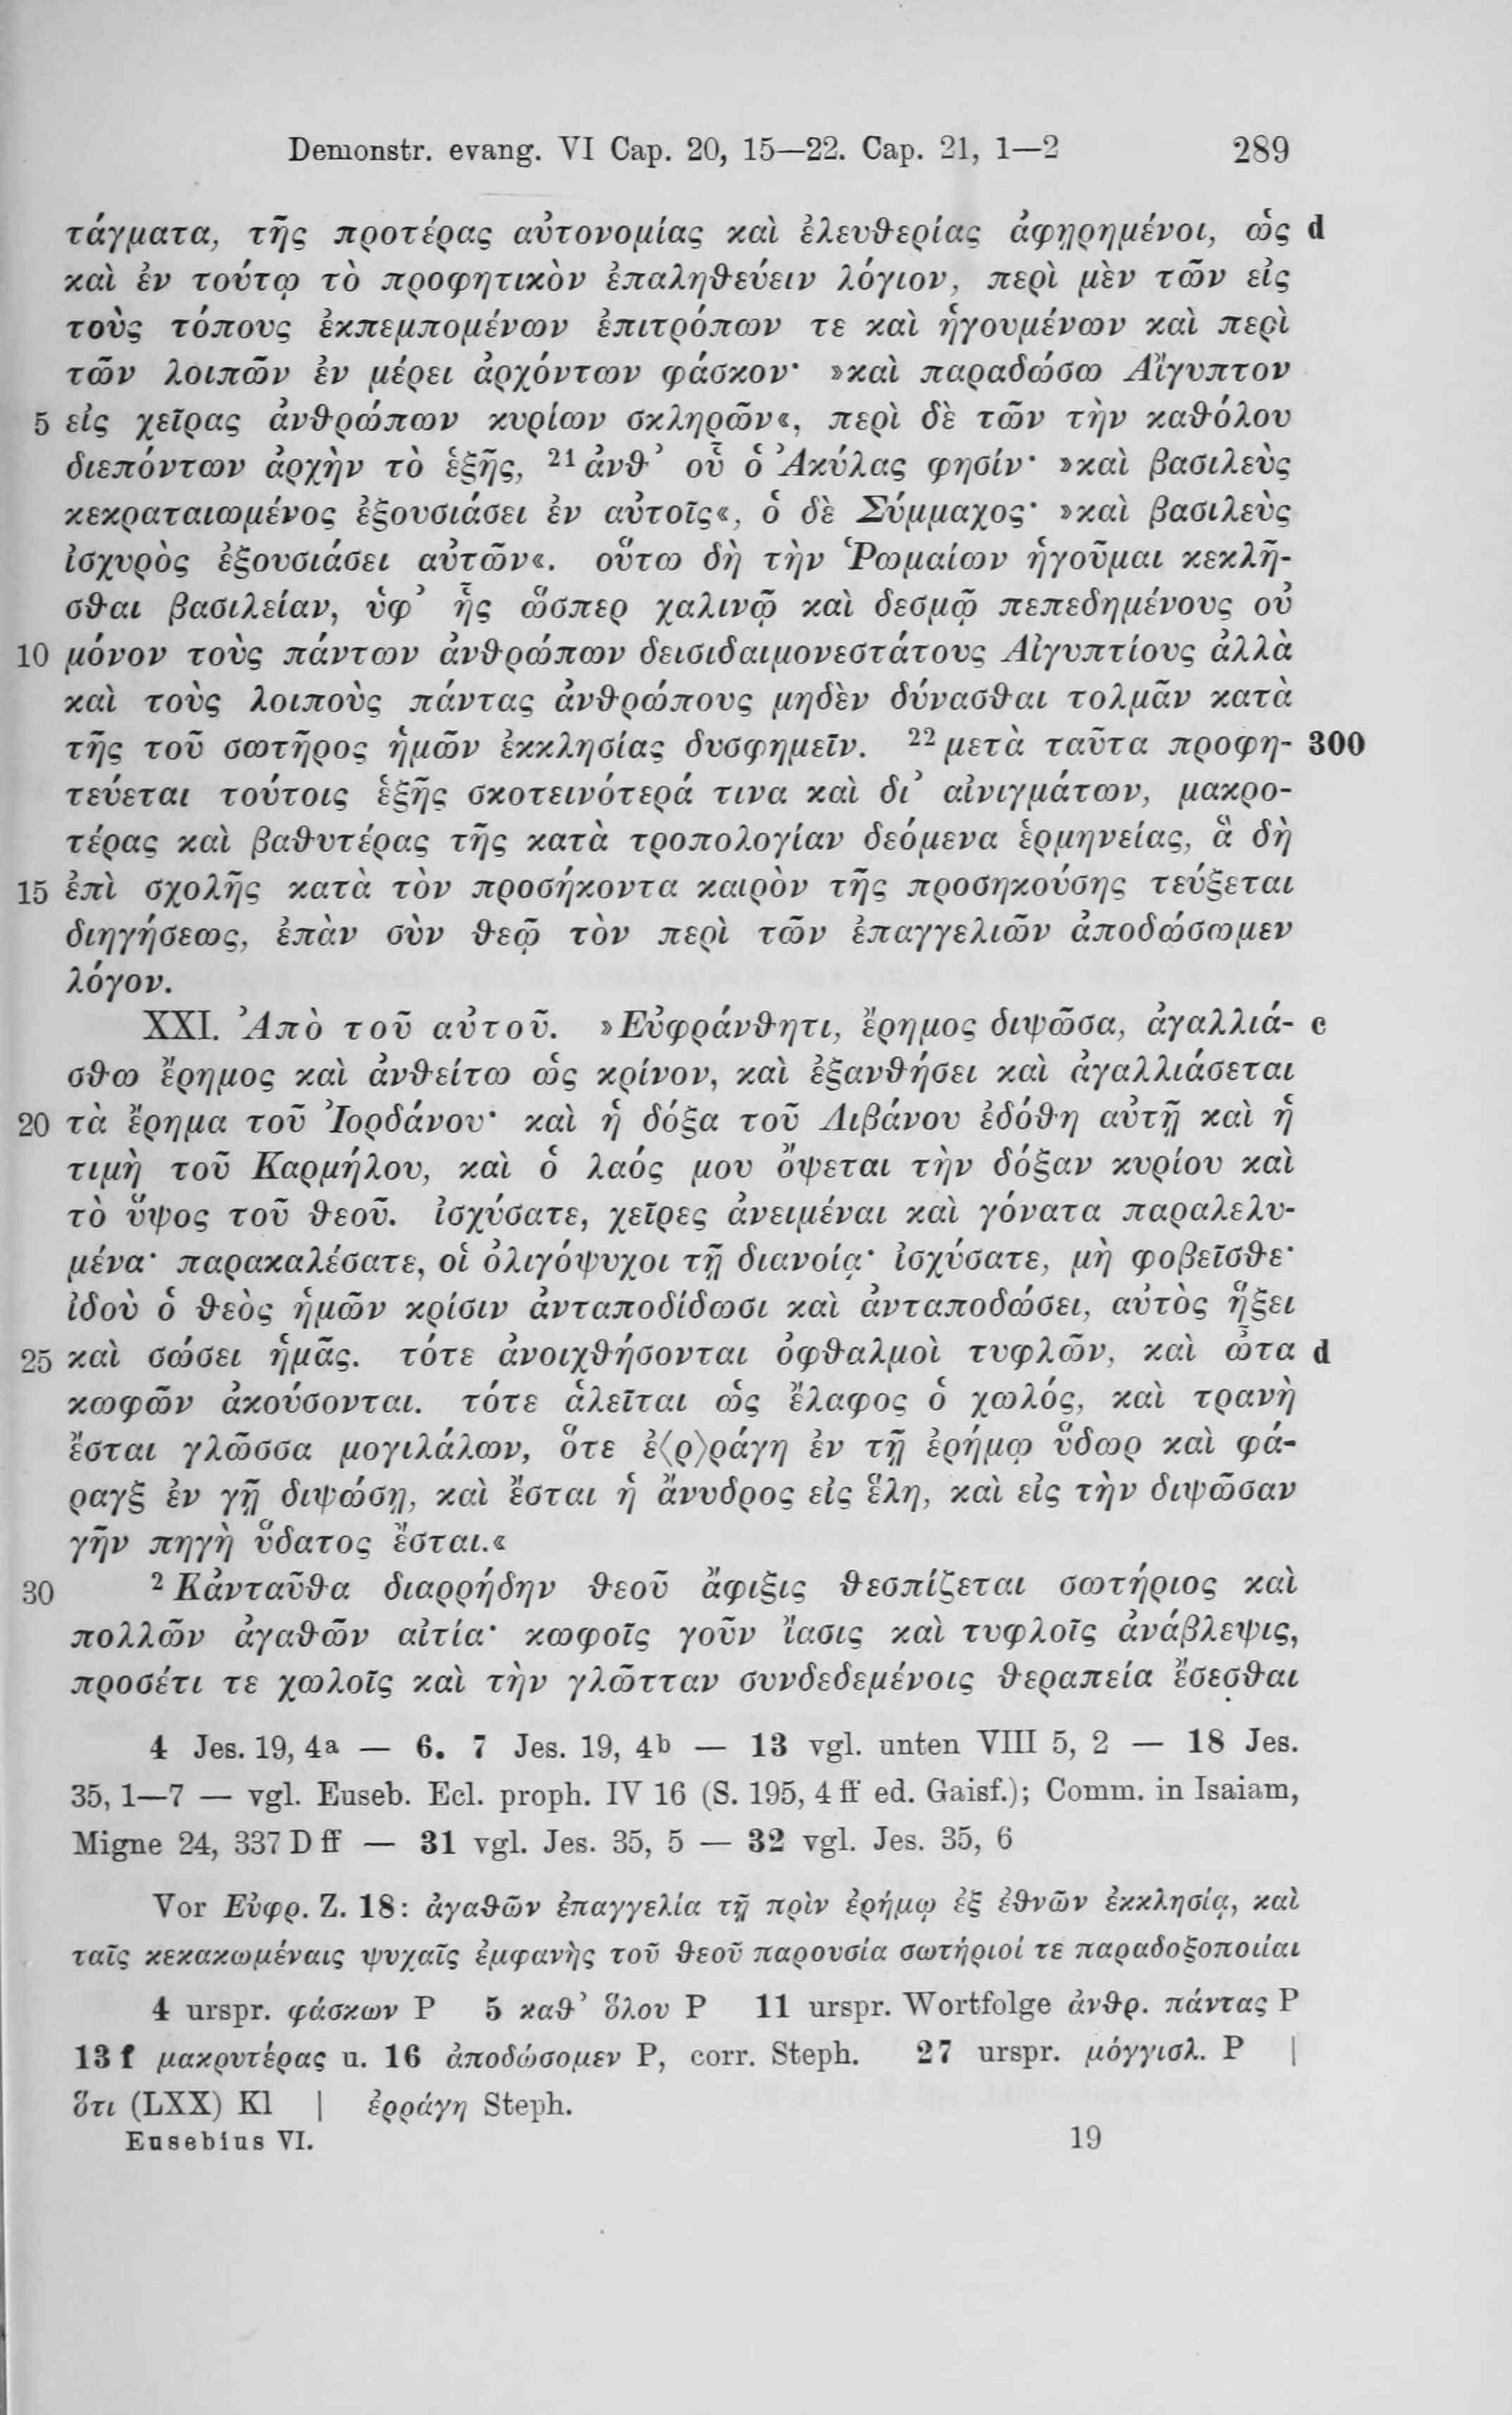 Demonstr. evang. VI Cap. 20, 15—22. Cap. 21, 1—2 289
τάγματα, τῆς προτέρας αὐτονομίας καὶ ἐλευθερίας ἀφῃρημένοι, ὡς d
καὶ ἐν τούτῳ τὸ προφητικὸν ἐπαληθεύειν λόγιον, περὶ μὲν τῶν εἰς
τοὺς τόπους ἐκπεμπομένων ἐπιτρόπων τε καὶ ἡγουμένων καὶ περὶ
τῶν λοιπῶν ἐν μέρει ἀρχόντων φάσκον· »καὶ παραδώσω Αἴγυπτον
5 εἰς χεῖρας ἀνθρώπων κυρίων σκληρῶν«, περὶ δὲ τῶν τὴν καθόλου
διεπόντων ἀρχὴν τὸ ἑξῆς, 21 ἀνθ’ οὗ ὁ Ἀκύλας φησίν· »καὶ βασιλεὺς
κεκραταιωμένος ἐξουσιάσει ἐν αὐτοῖς«, ὁ δὲ Σύμμαχος· »καὶ βασιλεὺς
ἰσχυρὸς ἐξουσιάσει αὐτῶν«. οὕτω δὴ τὴν Ῥωμαίων ἡγοῦμαι κεκλῆ-
σθαι βασιλείαν, ὑφ’ ἧς ὥσπερ χαλινῷ καὶ δεσμῷ πεπεδημένους οὐ
10 μόνον τοὺς πάντων ἀνθρώπων δεισιδαιμονεστάτους Αἰγυπτίους ἀλλὰ
καὶ τοὺς λοιποὺς πάντας ἀνθρώπους μηδὲν δύνασθαι τολμᾶν κατὰ
τῆς τοῦ σωτῆρος ἡμῶν ἐκκλησίας δυσφημεῖν. 22 μετὰ ταῦτα προφη- 300
τεύεται τούτοις ἑξῆς σκοτεινότερά τινα καὶ δι’ αἰνιγμάτων, μακρο-
τέρας καὶ βαθυτέρας τῆς κατὰ τροπολογίαν δεόμενα ἑρμηνείας, ἃ δὴ
15 ἐπὶ σχολῆς κατὰ τὸν προσήκοντα καιρὸν τῆς προσηκούσης τεύξεται
διηγήσεως, ἐπὰν σὺν θεῷ τὸν περὶ τῶν ἐπαγγελιῶν ἀποδώσωμεν
λόγον.
XXI. Ἀπὸ τοῦ αὐτοῦ. »Εὐφράνθητι, ἔρημος διψῶσα, ἀγαλλιά- c
σθω ἔρημος καὶ ἀνθείτω ὡς κρίνον, καὶ ἐξανθήσει καὶ ἀγαλλιάσεται
20 τὰ ἔρημα τοῦ Ἰορδάνου· καὶ ἡ δόξα τοῦ Λιβάνου ἐδόθη αὐτῇ καὶ ἡ
τιμὴ τοῦ Καρμήλου, καὶ ὁ λαός μου ὄψεται τὴν δόξαν κυρίου καὶ
τὸ ὕψος τοῦ θεοῦ. ἰσχύσατε, χεῖρες ἀνειμέναι καὶ γόνατα παραλελυ-
μένα· παρακαλέσατε, οἱ ὀλιγόψυχοι τῇ διανοίᾳ· ἰσχύσατε, μὴ φοβεῖσθε·
ἰδοὺ ὁ θεὸς ἡμῶν κρίσιν ἀνταποδίδωσι καὶ ἀνταποδώσει, αὐτὸς ἥξει
25 καὶ σώσει ἡμᾶς. τότε ἀνοιχθήσονται ὀφθαλμοὶ τυφλῶν, καὶ ὦτα d
κωφῶν ἀκούσονται. τότε ἁλεῖται ὡς ἔλαφος ὁ χωλός, καὶ τρανὴ
ἔσται γλῶσσα μογιλάλων, ὅτε ἐ⟨ρ⟩ράγη ἐν τῇ ἐρήμῳ ὕδωρ καὶ φά-
ραγξ ἐν γῇ διψώσῃ, καὶ ἔσται ἡ ἄνυδρος εἰς ἕλη, καὶ εἰς τὴν διψῶσαν
γῆν πηγὴ ὕδατος ἔσται.«
30 2 Κἀνταῦθα διαρρήδην θεοῦ ἄφιξις θεσπίζεται σωτήριος καὶ
πολλῶν ἀγαθῶν αἰτία· κωφοῖς γοῦν ἴασις καὶ τυφλοῖς ἀνάβλεψις,
προσέτι τε χωλοῖς καὶ τὴν γλῶτταν συνδεδεμένοις θεραπεία ἔσεσθαι
4 Jes. 19, 4a — 6. 7 Jes. 19, 4b — 13 vgl. unten VIII 5, 2 — 18 Jes.
35, 1—7 — vgl. Euseb. Ecl. proph. IV 16 (S. 195, 4 ff ed. Gaisf.); Comm. in Isaiam,
Migne 24, 337 D ff — 31 vgl. Jes. 35, 5 — 32 vgl. Jes. 35, 6
Vor Εὐφρ. Z. 18: ἀγαθῶν ἐπαγγελία τῇ πρὶν ἐρήμῳ ἐξ ἐθνῶν ἐκκλησίᾳ, καὶ
ταῖς κεκακωμέναις ψυχαῖς ἐμφανὴς τοῦ θεοῦ παρουσία σωτήριοί τε παραδοξοποιίαι
4 urspr. φάσκων P 5 καθ’ ὅλου P 11 urspr. Wortfolge ἀνθρ. πάντας P
13 f μακρυτέρας u. 16 ἀποδώσομεν P, corr. Steph. 27 urspr. μόγγισλ. P |
ὅτι (LXX) Kl | ἐρράγη Steph.
Eusebius VI. 19